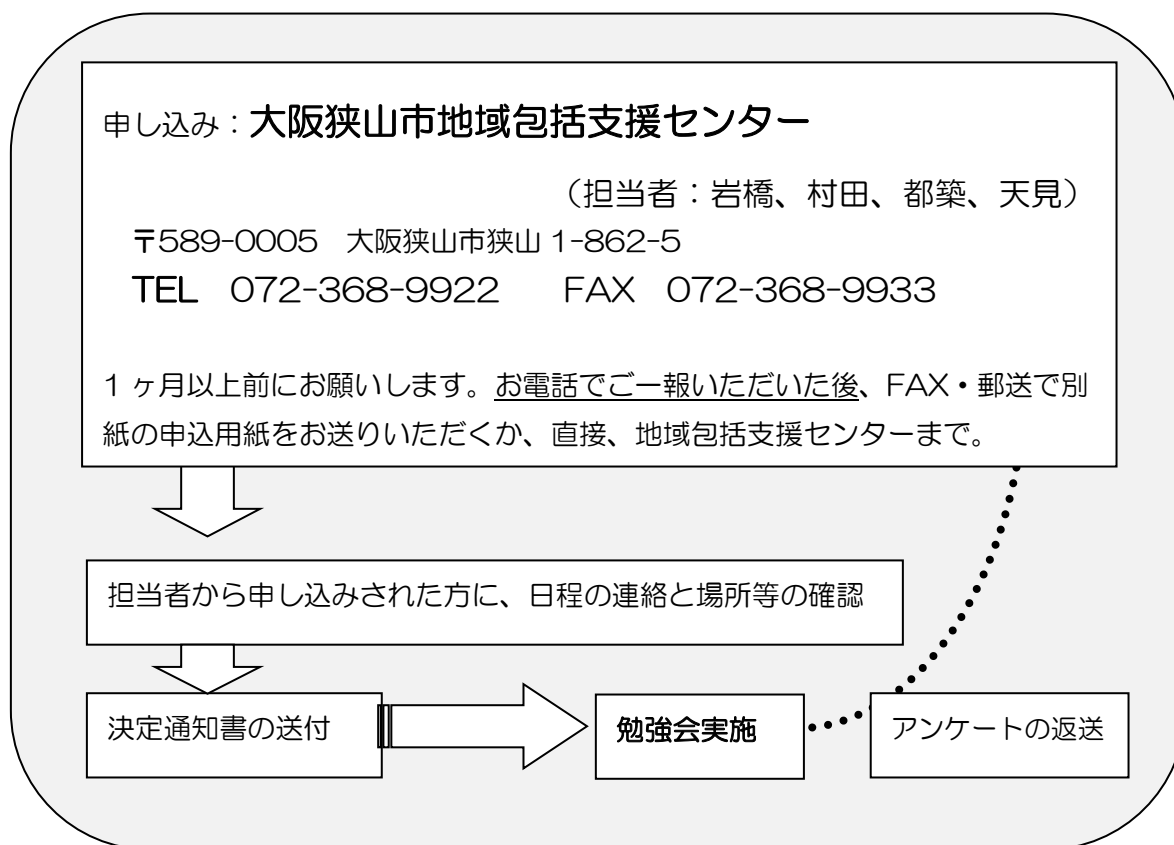 申し込み：大阪狭山市地域包括支援センター
（担当者：岩橋、村田、都築、天見）
〒589-0005　大阪狭山市狭山 1-862-5
TEL　072-368-9922　　FAX　072-368-9933
1 ヶ月以上前にお願いします。お電話でご一報いただいた後、FAX・郵送で別
紙の申込用紙をお送りいただくか、直接、地域包括支援センターまで。
担当者から申し込みされた方に、日程の連絡と場所等の確認
決定通知書の送付
勉強会実施
アンケートの返送